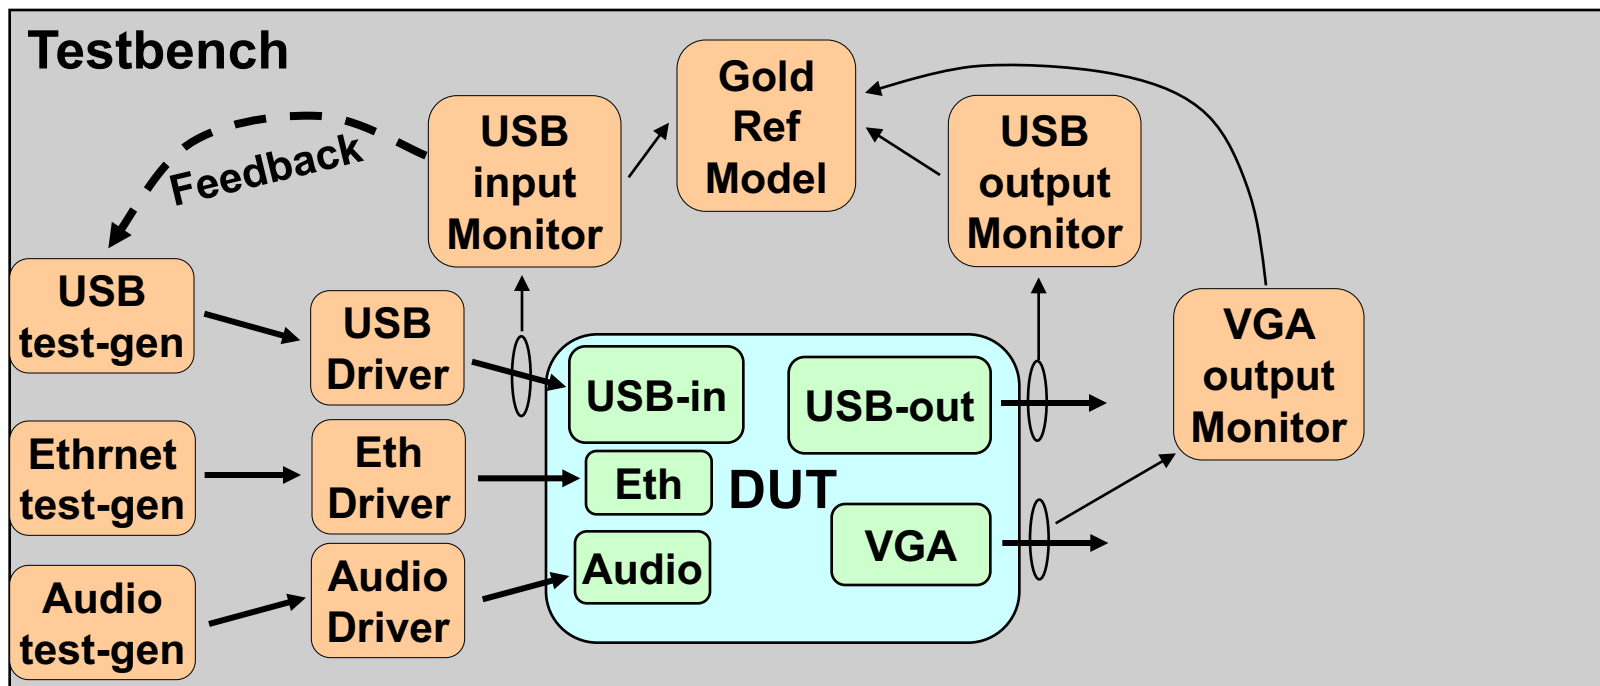 Testbench
Gold
Ref
Model
USB
input
Monitor
USB
output
Monitor
Feedback
USB
test-gen
USB
Driver
VGA
output
Monitor
USB-in
USB-out
Ethrnet
test-gen
Eth
Driver
Eth
DUT
VGA
Audio
test-gen
Audio
Driver
Audio